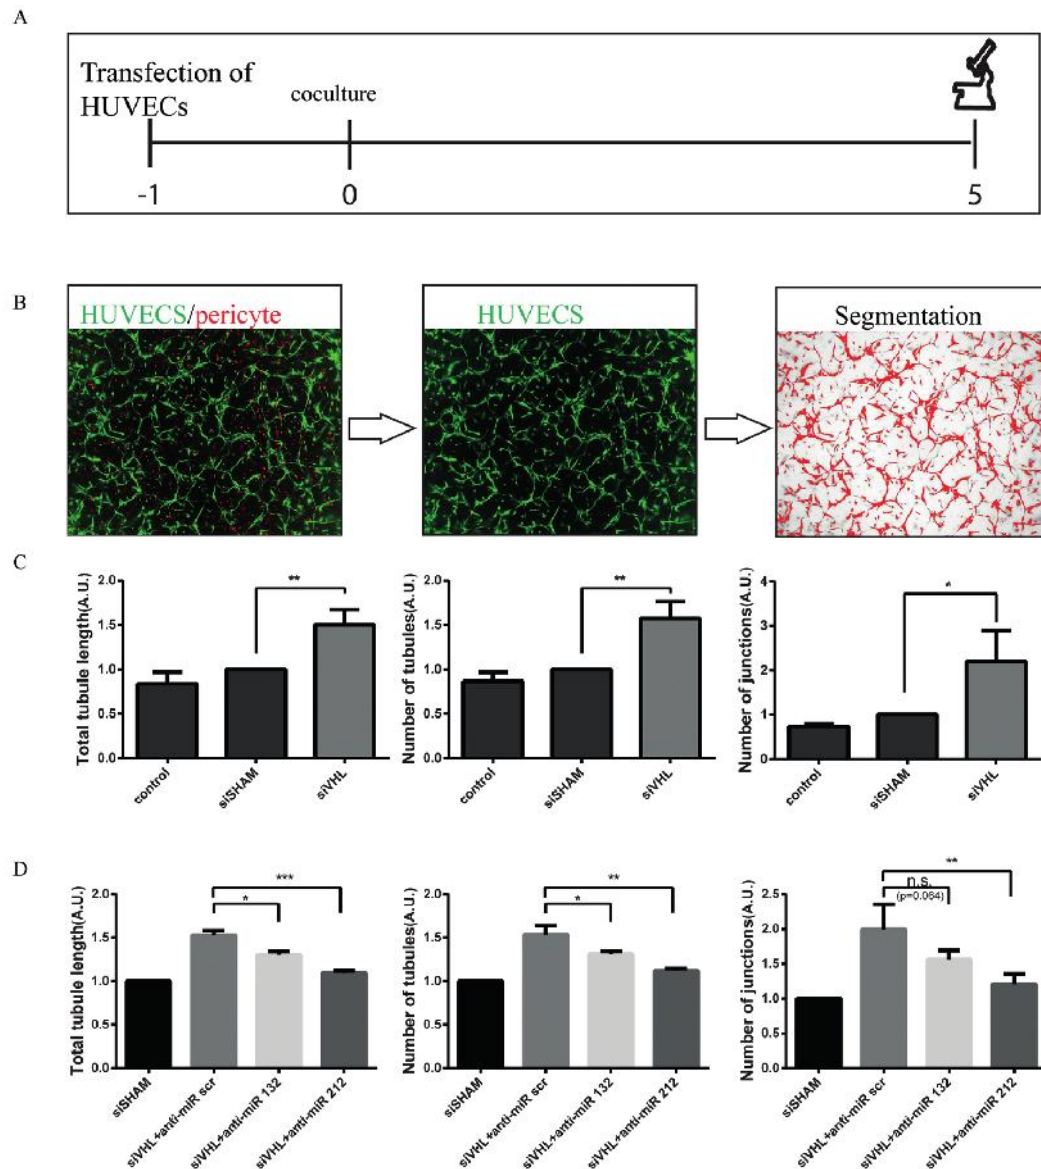 A
Transfection of
HUVECs
coculture
-1
0
5
B
HUVECS/pericyte
HUVECS
Segmentation
C
Total tubule length(A.U.)
2.0
1.5
1.0
0.5
0.0
control
siSHAM
siVHL
**
Number of tubules(A.U.)
2.0
1.5
1.0
0.5
0.0
control
siSHAM
siVHL
**
Number of junctions(A.U.)
4
3
2
1
0
control
siSHAM
siVHL
*
D
Total tubule length(A.U.)
2.0
1.5
1.0
0.5
0.0
siSHAM
siVHL+anti-miR scr
siVHL+anti-miR 132
siVHL+anti-miR 212
***
*
Number of tubules(A.U.)
2.0
1.5
1.0
0.5
0.0
siSHAM
siVHL+anti-miR scr
siVHL+anti-miR 132
siVHL+anti-miR 212
**
*
Number of junctions(A.U.)
2.5
2.0
1.5
1.0
0.5
0.0
siSHAM
siVHL+anti-miR scr
siVHL+anti-miR 132
siVHL+anti-miR 212
**
n.s.
(p=0.064)